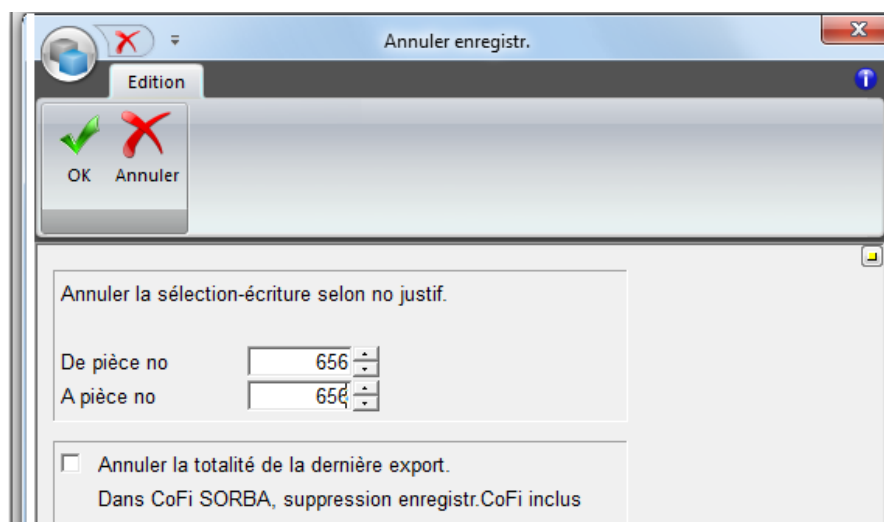 Annuler enregistr.
Edition
OK Annuler
Annuler la sélection-écriture selon no justif.
De pièce no 656
A pièce no 656
Annuler la totalité de la dernière export.
Dans CoFi SORBA, suppression enregistr.CoFi inclus